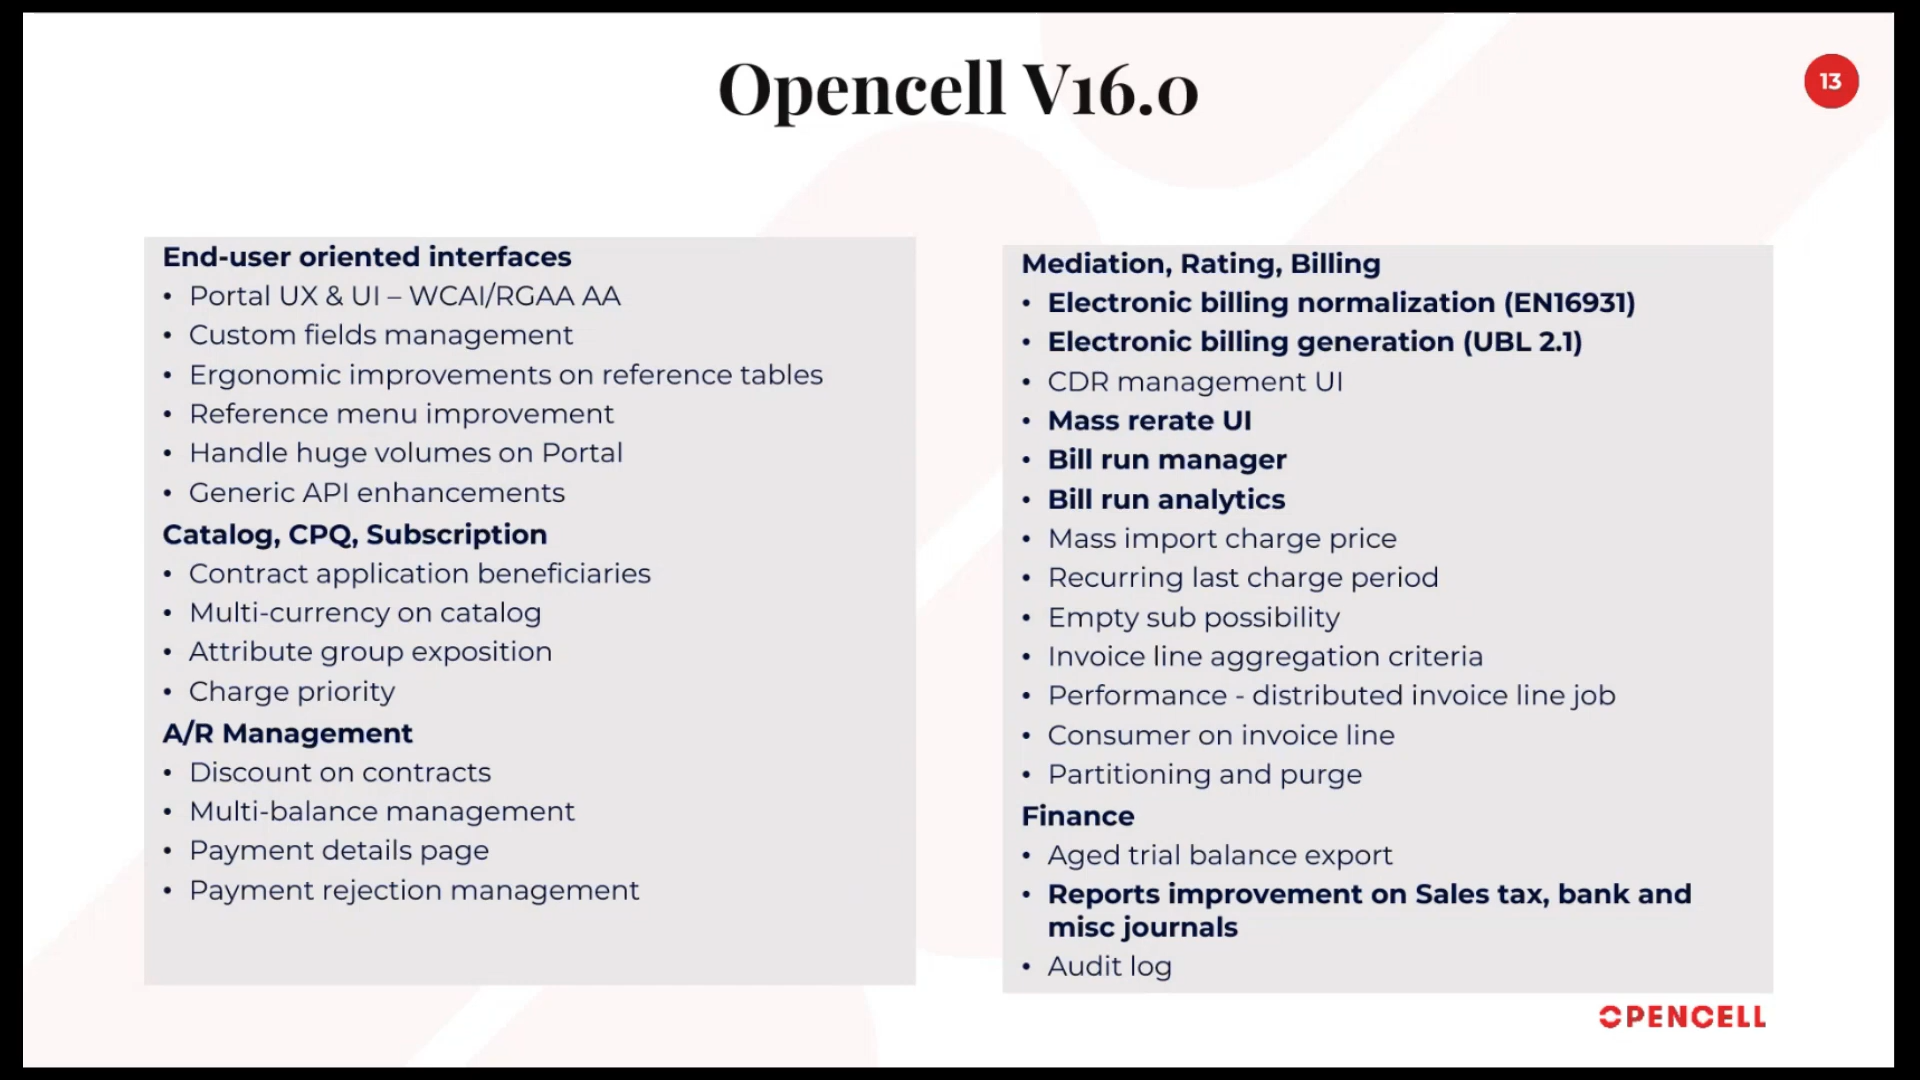 Opencell V16.0
13
End-user oriented interfaces
• Portal UX & UI – WCAI/RGAA AA
• Custom fields management
• Ergonomic improvements on reference tables
• Reference menu improvement
• Handle huge volumes on Portal
• Generic API enhancements
Catalog, CPQ, Subscription
• Contract application beneficiaries
• Multi-currency on catalog
• Attribute group exposition
• Charge priority
A/R Management
• Discount on contracts
• Multi-balance management
• Payment details page
• Payment rejection management
Mediation, Rating, Billing
• Electronic billing normalization (EN16931)
• Electronic billing generation (UBL 2.1)
• CDR management UI
• Mass rerate UI
• Bill run manager
• Bill run analytics
• Mass import charge price
• Recurring last charge period
• Empty sub possibility
• Invoice line aggregation criteria
• Performance - distributed invoice line job
• Consumer on invoice line
• Partitioning and purge
Finance
• Aged trial balance export
• Reports improvement on Sales tax, bank and
misc journals
• Audit log
OPENCELL